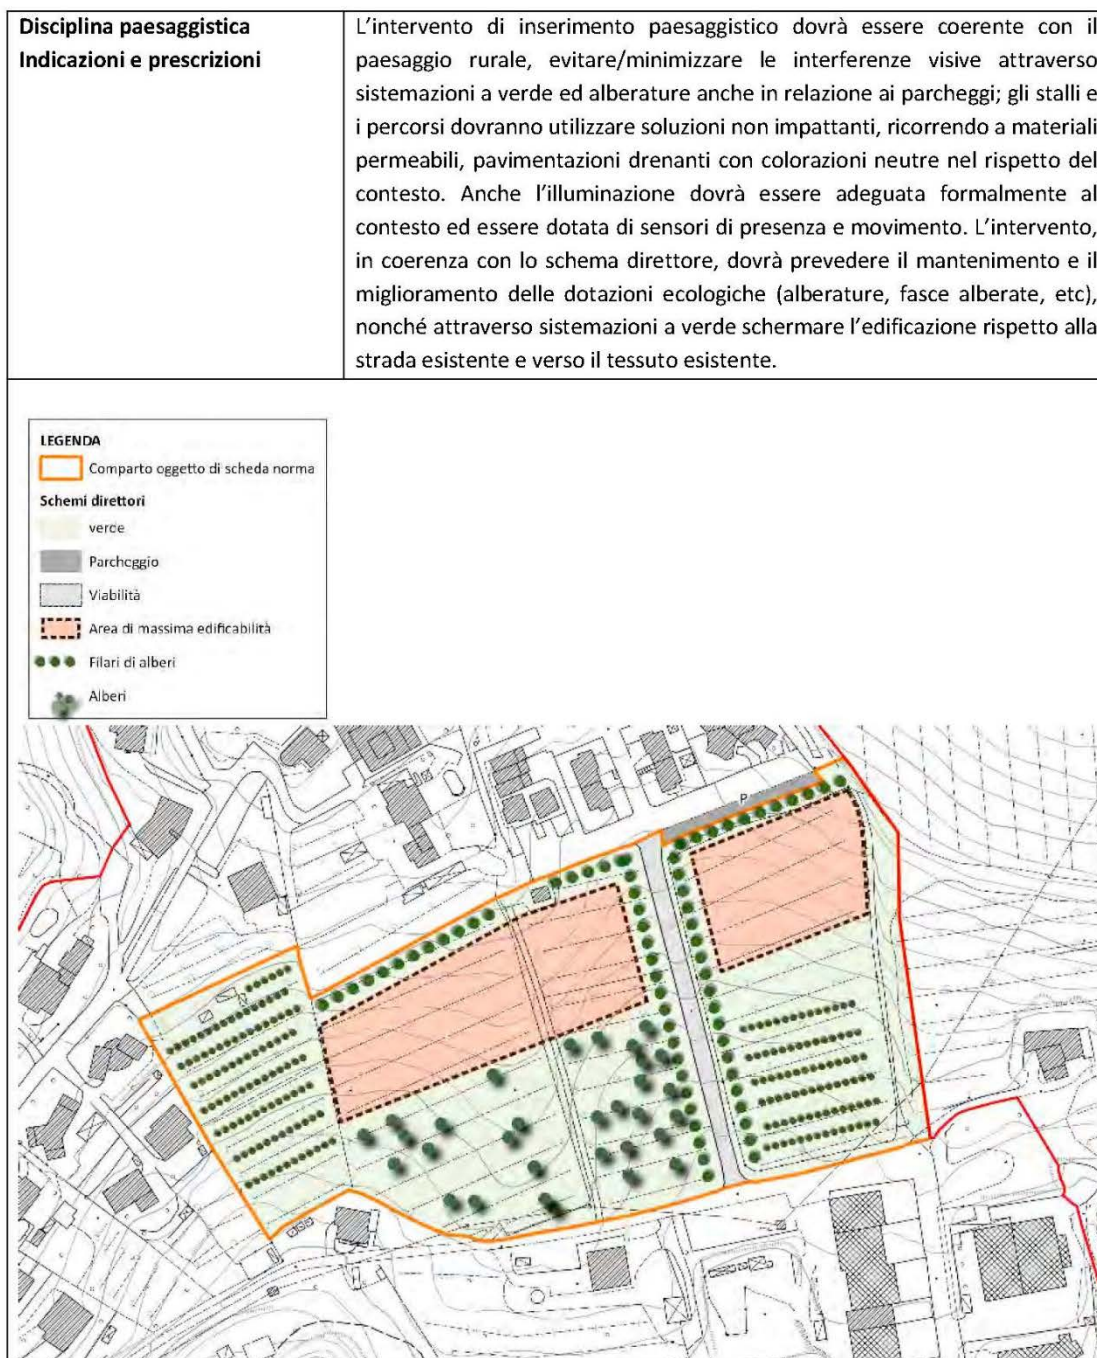 Disciplina paesaggistica
Indicazioni e prescrizioni
L'intervento di inserimento paesaggistico dovrà essere coerente con il
paesaggio rurale, evitare/minimizzare le interferenze visive attraverso
sistemazioni a verde ed alberature anche in relazione ai parcheggi; gli stalli e
i percorsi dovranno utilizzare soluzioni non impattanti, ricorrendo a materiali
permeabili, pavimentazioni drenanti con colorazioni neutre nel rispetto del
contesto. Anche l'illuminazione dovrà essere adeguata formalmente al
contesto ed essere dotata di sensori di presenza e movimento. L'intervento,
in coerenza con lo schema direttore, dovrà prevedere il mantenimento e il
miglioramento delle dotazioni ecologiche (alberature, fasce alberate, etc),
nonché attraverso sistemazioni a verde schermare l'edificazione rispetto alla
strada esistente e verso il tessuto esistente.
LEGENDA
Comparto oggetto di scheda norma
Schemi direttori
verde
Parcheggio
Viabilità
Area di massima edificabilità
Filari di alberi
Alberi
P